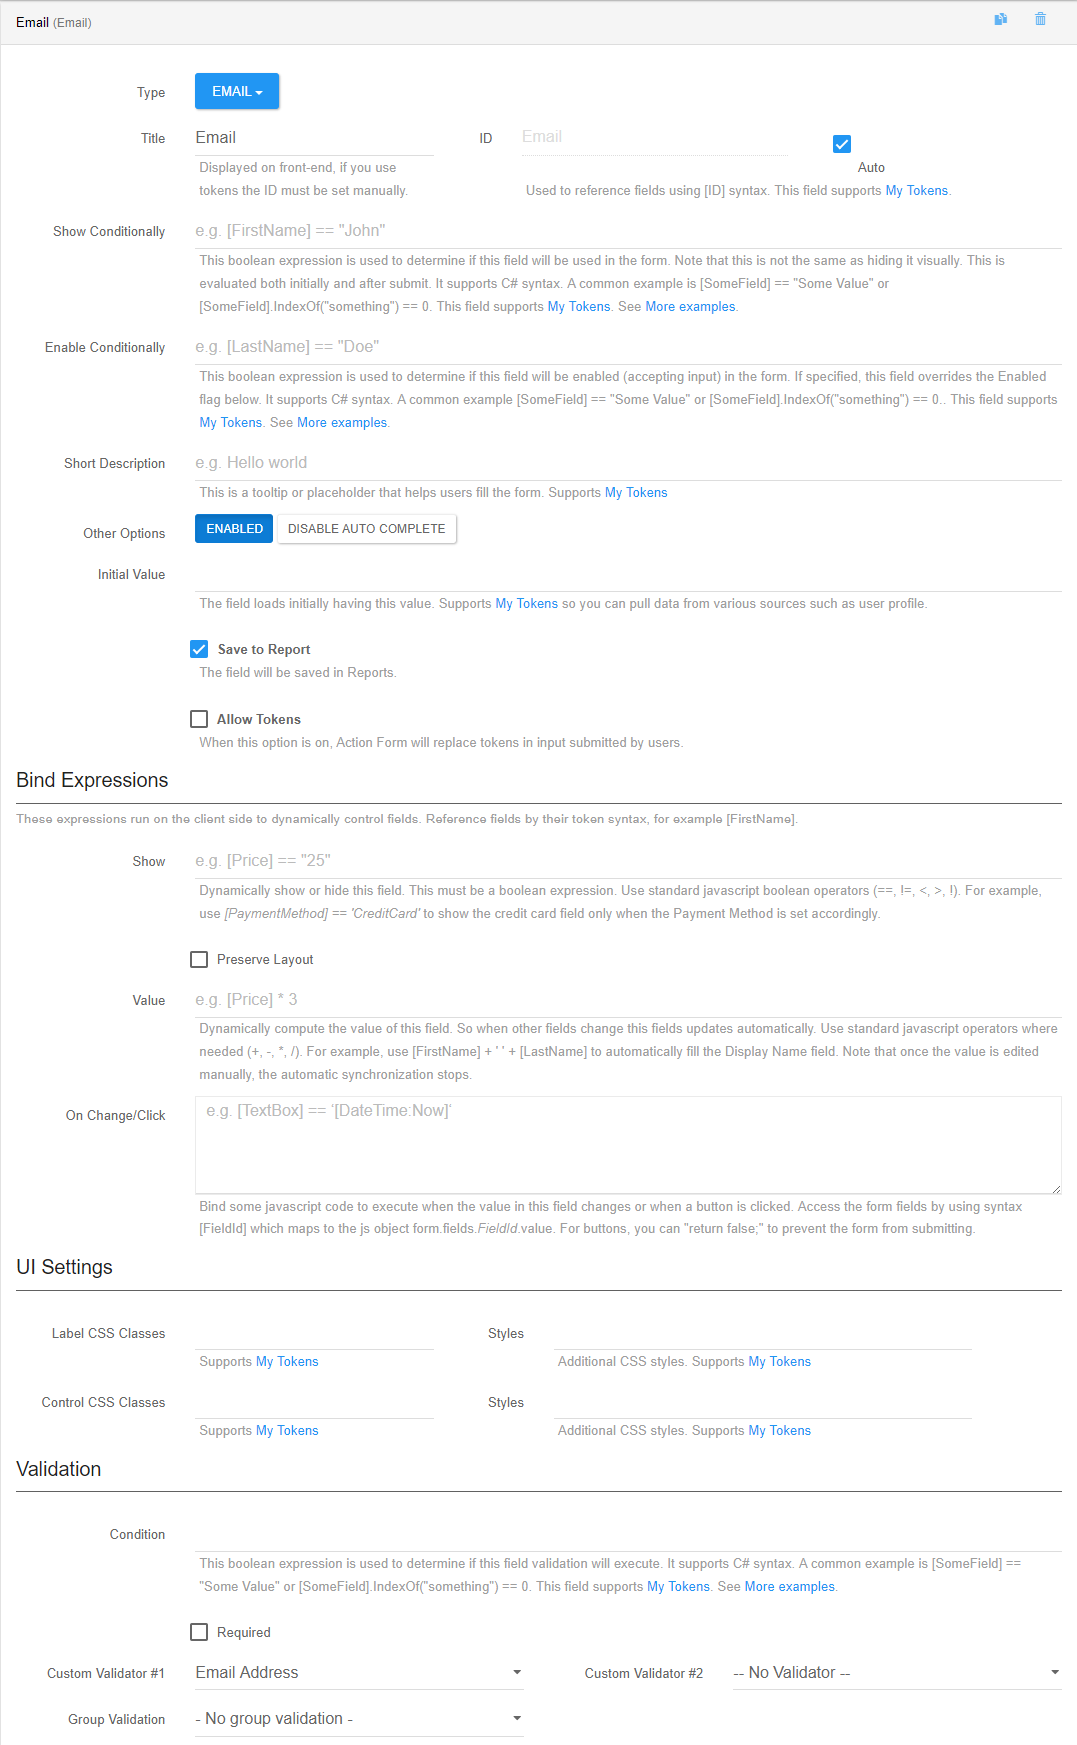 Email (Email)
Type EMAIL
Title Email ID Email
Displayed on front-end, if you use Auto
tokens the ID must be set manually. Used to reference fields using [ID] syntax. This field supports My Tokens.
Show Conditionally e.g. [FirstName] == "John"
This boolean expression is used to determine if this field will be used in the form. Note that this is not the same as hiding it visually. This is
evaluated both initially and after submit. It supports C# syntax. A common example is [SomeField] == "Some Value" or
[SomeField].IndexOf("something") == 0. This field supports My Tokens. See More examples.
Enable Conditionally e.g. [LastName] == "Doe"
This boolean expression is used to determine if this field will be enabled (accepting input) in the form. If specified, this field overrides the Enabled
flag below. It supports C# syntax. A common example [SomeField] == "Some Value" or [SomeField].IndexOf("something") == 0.. This field supports
My Tokens. See More examples.
Short Description e.g. Hello world
This is a tooltip or placeholder that helps users fill the form. Supports My Tokens
Other Options ENABLED DISABLE AUTO COMPLETE
Initial Value
The field loads initially having this value. Supports My Tokens so you can pull data from various sources such as user profile.
Save to Report
The field will be saved in Reports.
Allow Tokens
When this option is on, Action Form will replace tokens in input submitted by users.
Bind Expressions
These expressions run on the client side to dynamically control fields. Reference fields by their token syntax, for example [FirstName].
Show e.g. [Price] == "25"
Dynamically show or hide this field. This must be a boolean expression. Use standard javascript boolean operators (==, !=, <, >, !). For example,
use [PaymentMethod] == 'CreditCard' to show the credit card field only when the Payment Method is set accordingly.
Preserve Layout
Value e.g. [Price] * 3
Dynamically compute the value of this field. So when other fields change this fields updates automatically. Use standard javascript operators where
needed (+, -, *, /). For example, use [FirstName] + ' ' + [LastName] to automatically fill the Display Name field. Note that once the value is edited
manually, the automatic synchronization stops.
On Change/Click e.g. [TextBox] == '[DateTime:Now]'
Bind some javascript code to execute when the value in this field changes or when a button is clicked. Access the form fields by using syntax
[FieldId] which maps to the js object form.fields.FieldId.value. For buttons, you can "return false;" to prevent the form from submitting.
UI Settings
Label CSS Classes Styles
Supports My Tokens Additional CSS styles. Supports My Tokens
Control CSS Classes Styles
Supports My Tokens Additional CSS styles. Supports My Tokens
Validation
Condition
This boolean expression is used to determine if this field validation will execute. It supports C# syntax. A common example is [SomeField] ==
"Some Value" or [SomeField].IndexOf("something") == 0. This field supports My Tokens. See More examples.
Required
Custom Validator #1 Email Address Custom Validator #2 -- No Validator --
Group Validation - No group validation -